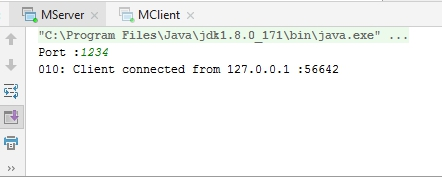 MServer × MClient ×
"C:\Program Files\Java\jdk1.8.0_171\bin\java.exe" ...
Port :1234
010: Client connected from 127.0.0.1 :56642